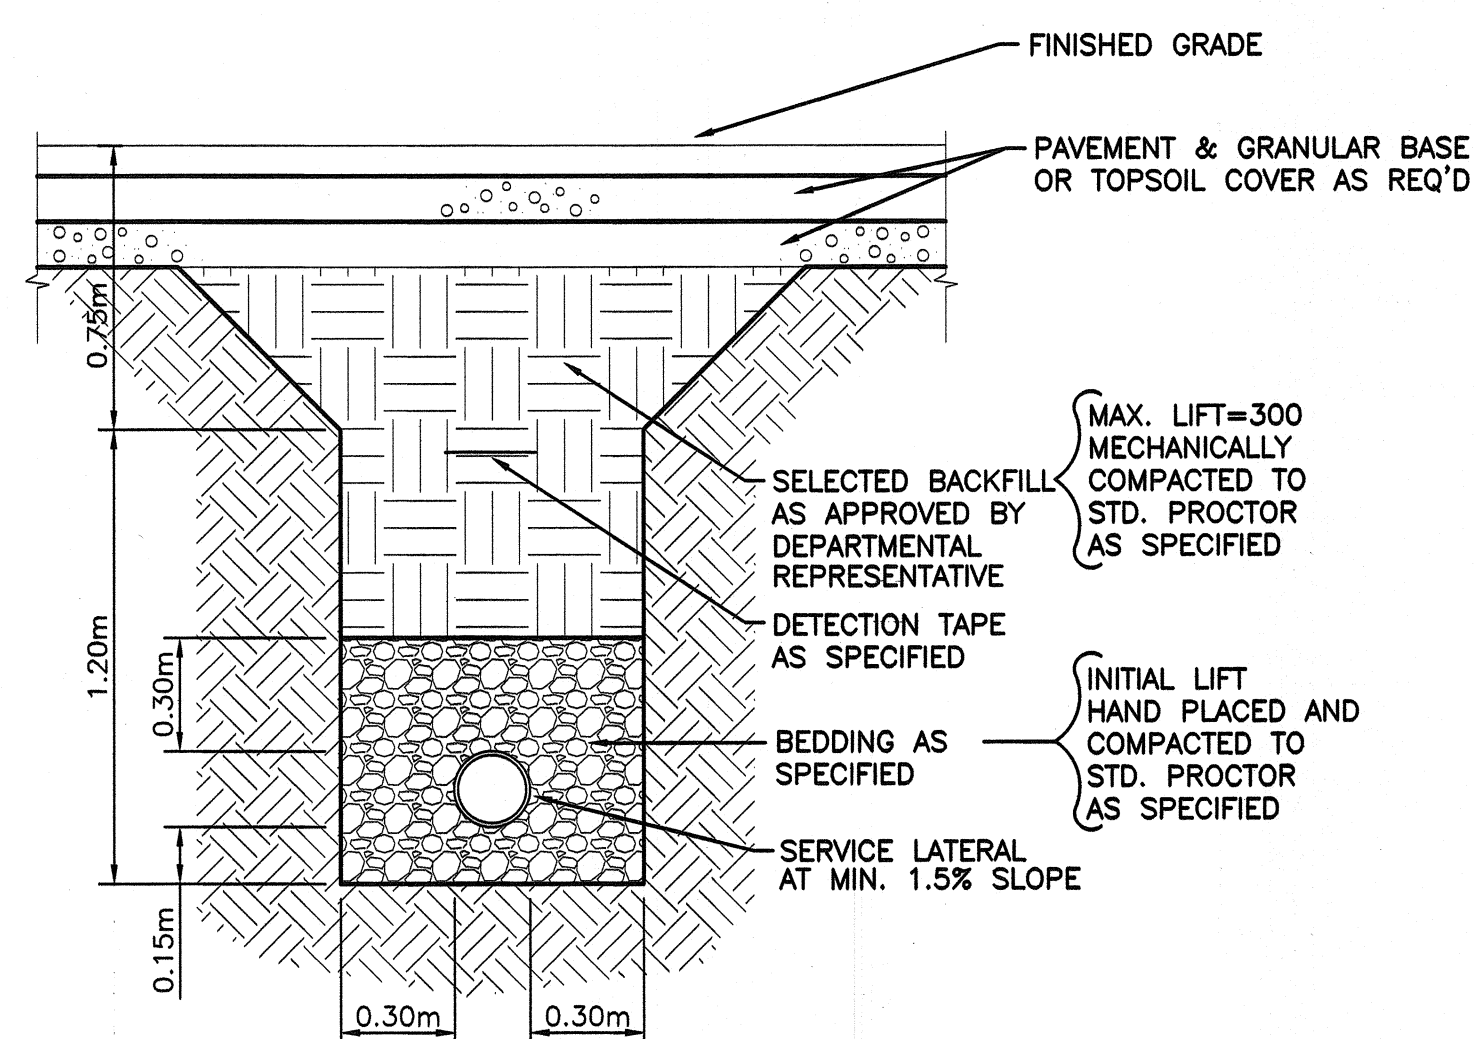 FINISHED GRADE
PAVEMENT & GRANULAR BASE
OR TOPSOIL COVER AS REQ'D
0.75m
MAX. LIFT=300
MECHANICALLY
COMPACTED TO
STD. PROCTOR
AS SPECIFIED
SELECTED BACKFILL
AS APPROVED BY
DEPARTMENTAL
REPRESENTATIVE
DETECTION TAPE
AS SPECIFIED
1.20m
0.30m
INITIAL LIFT
HAND PLACED AND
COMPACTED TO
STD. PROCTOR
AS SPECIFIED
BEDDING AS
SPECIFIED
SERVICE LATERAL
AT MIN. 1.5% SLOPE
0.15m
0.30m
0.30m